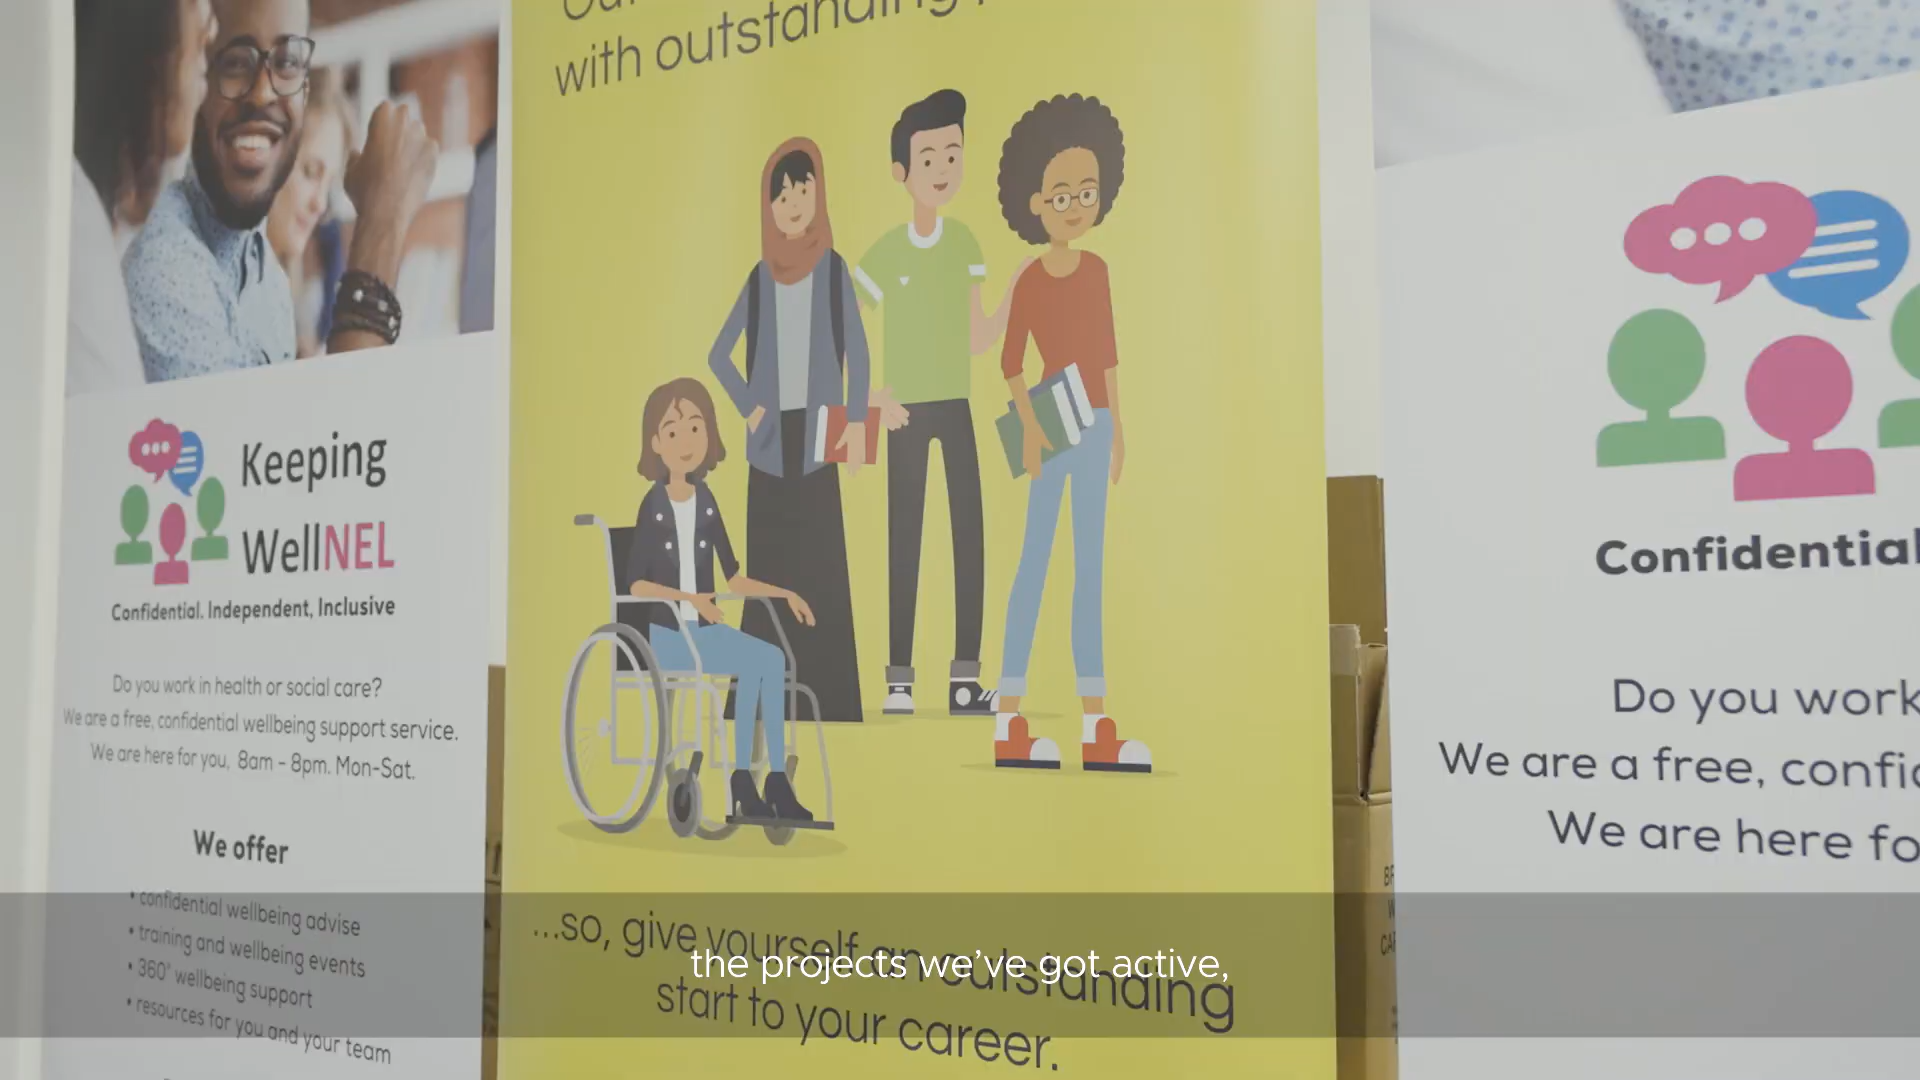 Keeping
WellNEL
Confidential. Independent, Inclusive
Do you work in health or social care?
We are a free, confidential wellbeing support service.
We are here for you, 8am - 8pm. Mon-Sat.
We offer
• confidential wellbeing advise
• training and wellbeing events
• 360° wellbeing support
• resources for you and your team
with outstanding
...so, give yourself an outstanding
start to your career.
Confidential
Do you work
We are a free,
We are here
the projects we've got active,